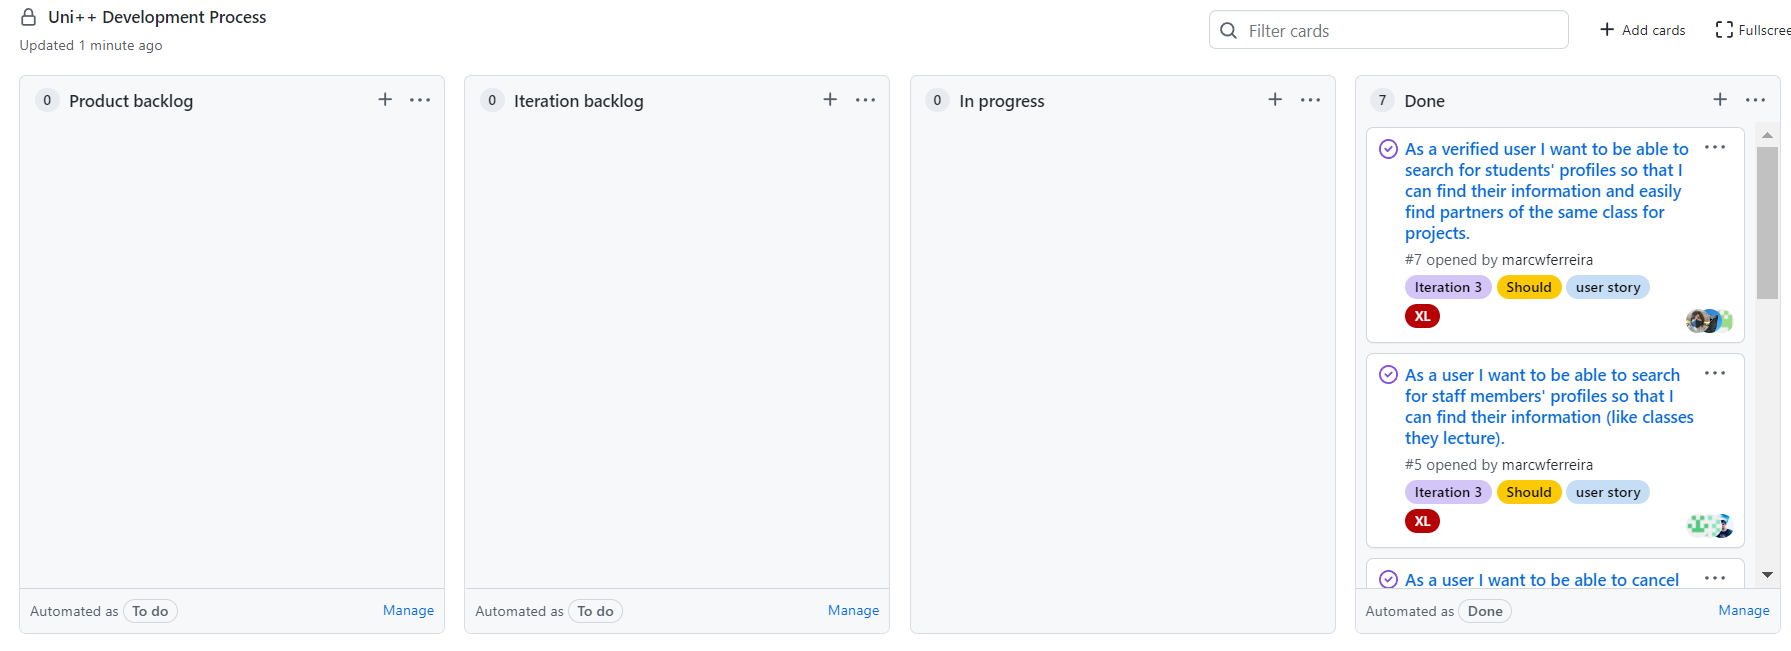 Uni++ Development Process
Updated 1 minute ago
Filter cards
Add cards
Fullscree
0 Product backlog
0 Iteration backlog
0 In progress
7 Done
As a verified user I want to be able to
search for students' profiles so that I
can find their information and easily
find partners of the same class for
projects.
#7 opened by marcwferreira
Iteration 3 Should user story
XL
As a user I want to be able to search
for staff members' profiles so that I
can find their information (like classes
they lecture).
#5 opened by marcwferreira
Iteration 3 Should user story
XL
As a user I want to be able to cancel
Automated as To do Manage
Automated as To do Manage
Automated as Done Manage